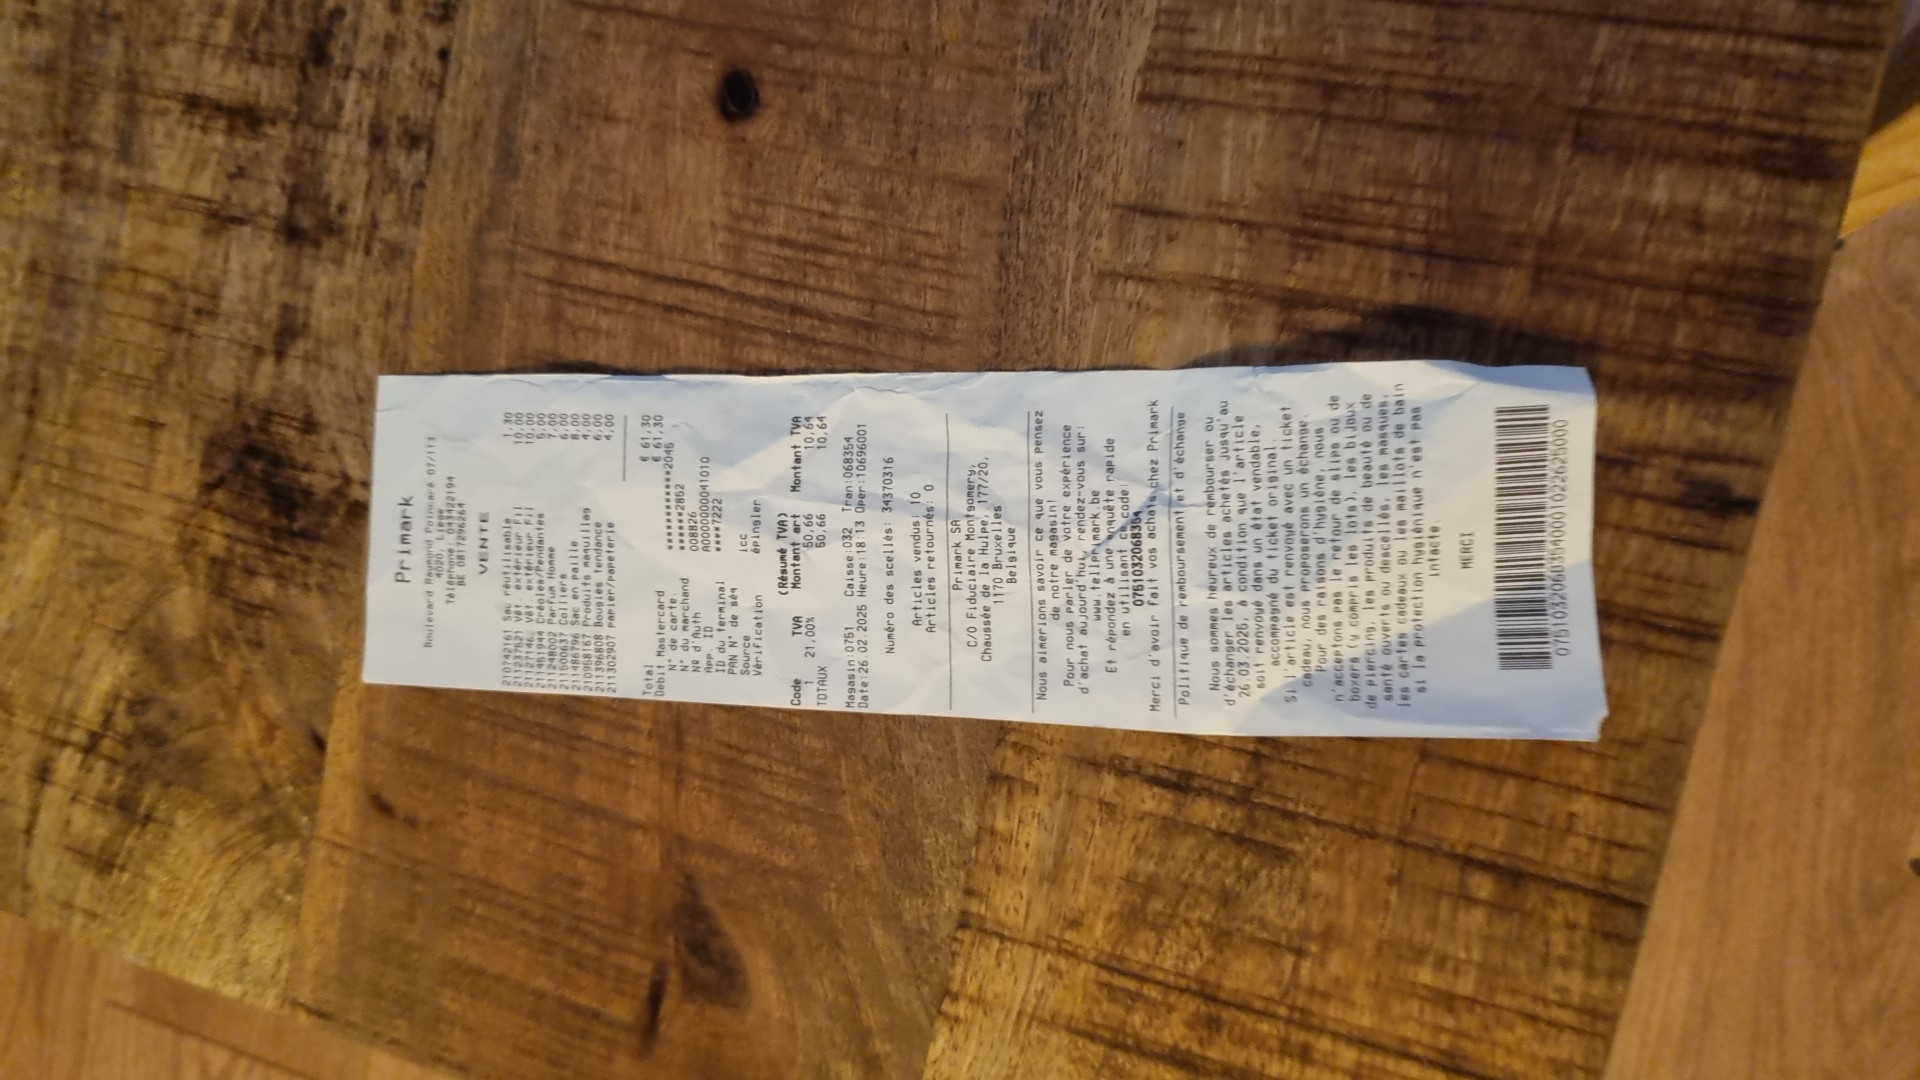 Primark
Boulevard Raymond Poincaré 07/113
4020, Liège
Téléphone: 
BE 0817296264
VENTE
Sac réutilisable 1,30
Vêt. extérieur Fil 10,00
Vêt. extérieur Fil 10,00
211451944 Créoles/Pendantes 5,00
211248002 Parfum Home 7,00
211500637 Colliers 6,00
211486796 Sac en paille 8,00
210958167 Produits maquillas 4,00
211396808 Bougies tendance 6,00
211302907 papier/papeterie 4,00
Total € 61,30
Debit Mastercard € 61,30
N° de carte. ****************2045
N° du marchand *****2852
N° d'Auth 008826
App. ID A0000000041010
ID du terminal ****7222
PAN N° de séq
Source icc
Vérification épingler
(Résumé TVA)
Code TVA Montant art Montant TVA
1 21,00% 50,66 10,64
TOTAUX 50,66 10,64
Magasin:0751 Caisse:032 Tran:068354
Date:26.02.2025 Heure:18:13 Oper:10696001
Numéro des scellés: 34370316
Articles vendus: 10
Articles retournés: 0
Primark SA
C/O Fiduciaire Montgomery,
Chaussée de la Hulpe, 177/20,
1170 Bruxelles
Belgique
Nous aimerions savoir ce que vous pensez
de notre magasin!
Pour nous parler de votre expérience
d'achat aujourd'hui, rendez-vous sur:
www.tellprimark.be
Et répondez à une enquête rapide
en utilisant ce code:
075103206835
Merci d'avoir fait vos achats chez Primark
Politique de remboursement et d'échange
Nous sommes heureux de rembourser ou
d'échanger les articles achetés jusqu'au
26.03.2025, à condition que l'article
soit renvoyé dans un état vendable,
accompagné du ticket original.
Si l'article est renvoyé avec un ticket
cadeau, nous proposerons un échange.
Pour des raisons d'hygiène, nous
n'acceptons pas le retour de slips ou de
boxers (y compris les lots), les bijoux
de piercing, les produits de beauté ou de
santé ouverts ou descellés, les masques,
les cartes cadeaux ou les maillots de bain
si la protection hygiénique n'est pas
intacte.
MERCI
0751032068354000102262​5000